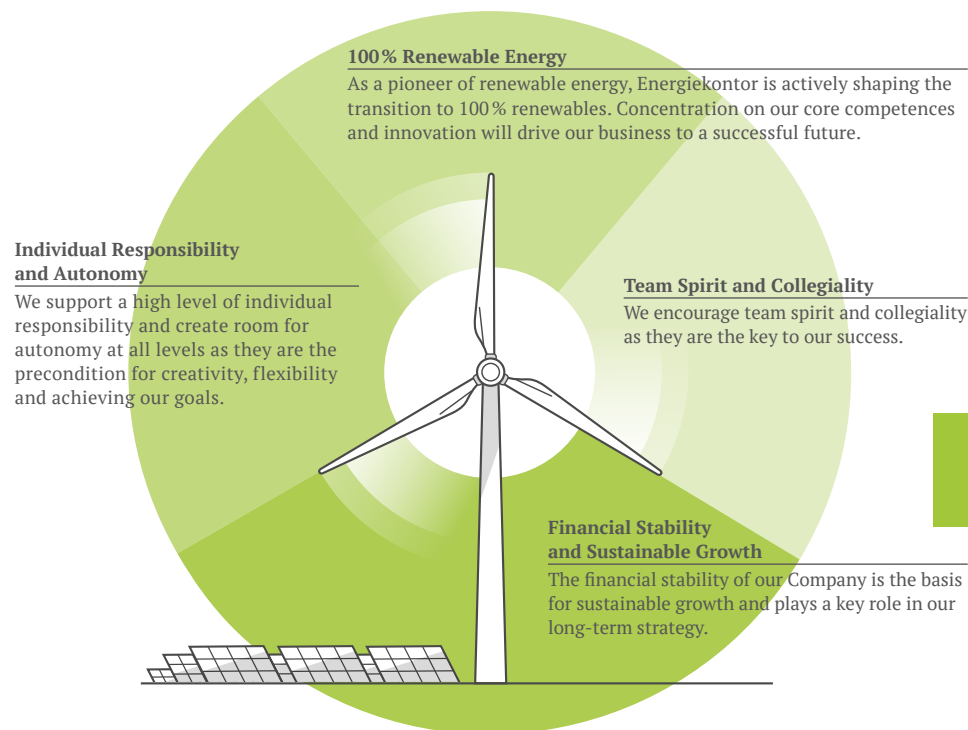 100 % Renewable Energy
As a pioneer of renewable energy, Energiekontor is actively shaping the
transition to 100 % renewables. Concentration on our core competences
and innovation will drive our business to a successful future.
Individual Responsibility
and Autonomy
We support a high level of individual
responsibility and create room for
autonomy at all levels as they are the
precondition for creativity, flexibility
and achieving our goals.
Team Spirit and Collegiality
We encourage team spirit and collegiality
as they are the key to our success.
Financial Stability
and Sustainable Growth
The financial stability of our Company is the basis
for sustainable growth and plays a key role in our
long-term strategy.